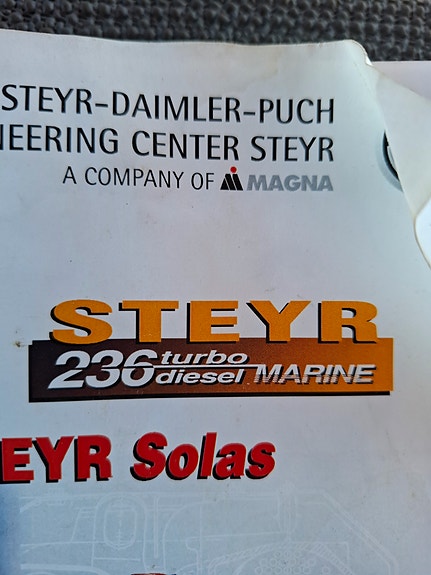 STEYR-DAIMLER-PUCH
NEERING CENTER STEYR
A COMPANY OF MAGNA
STEYR
236 turbo diesel MARINE
EYR Solas